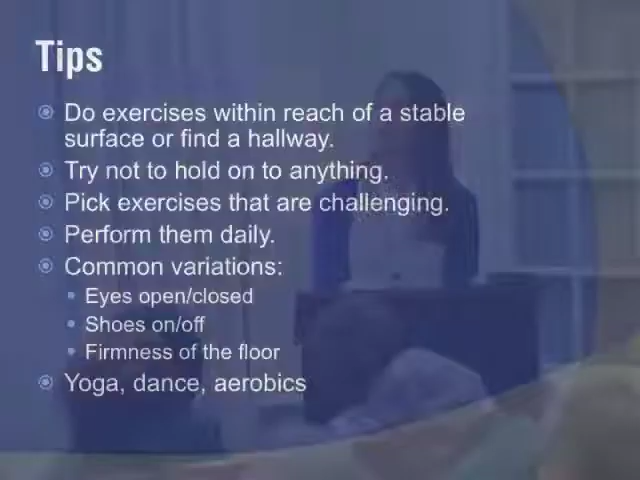 Tips
Do exercises within reach of a stable
surface or find a hallway.
Try not to hold on to anything.
Pick exercises that are challenging.
Perform them daily.
Common variations:
Eyes open/closed
Shoes on/off
Firmness of the floor
Yoga, dance, aerobics